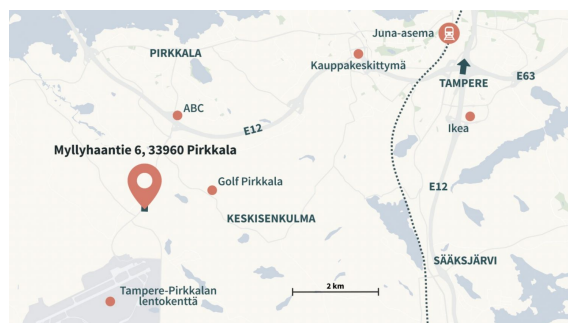 Juna-asema
PIRKKALA
Kauppakeskittymä
TAMPERE
E63
ABC
Ikea
E12
Myllyhaantie 6, 33960 Pirkkala
Golf Pirkkala
E12
KESKISENKULMA
SÄÄKSJÄRVI
Tampere-Pirkkalan
lentokenttä
2 km